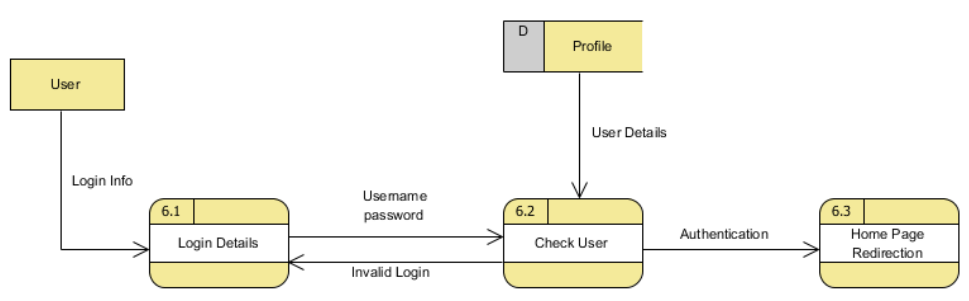 D
Profile
User
User Details
Login Info
Username
password
6.1
6.2
6.3
Login Details
Check User
Authentication
Home Page
Redirection
Invalid Login